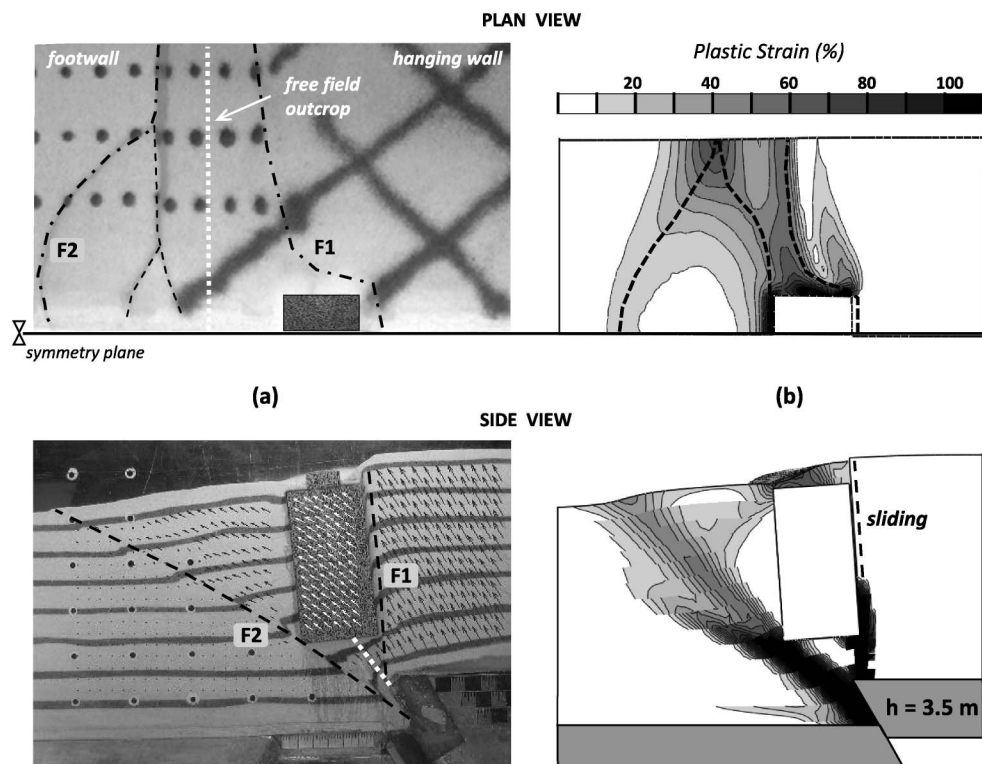 PLAN VIEW
footwall
hanging wall
free field
outcrop
F2
F1
symmetry plane
Plastic Strain (%)
20 40 60 80 100
(a)
(b)
SIDE VIEW
F1
F2
sliding
h = 3.5 m